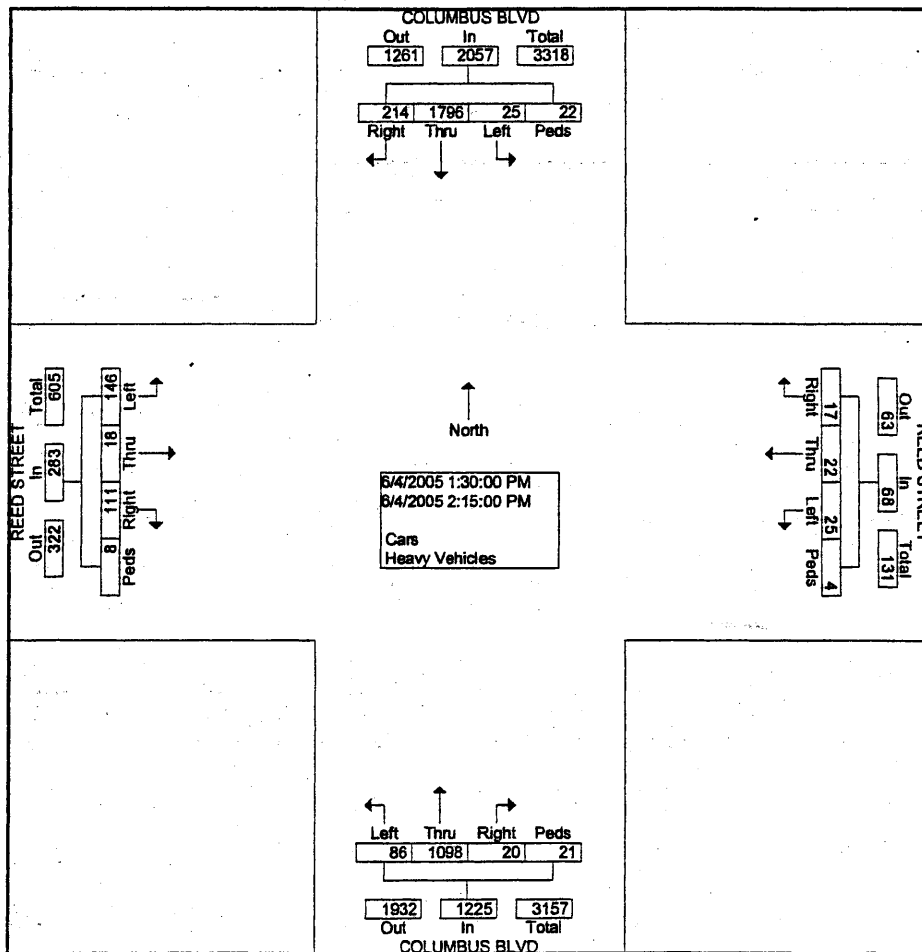 COLUMBUS BLVD
Out In Total
1261 2057 3318
214 1796 25 22
Right Thru Left Peds
REED STREET
Total In Out
605 283 322
146 18 111 8
Left Thru Right Peds
North
6/4/2005 1:30:00 PM
6/4/2005 2:15:00 PM
Cars
Heavy Vehicles
Right Thru Left Peds
17 22 25 4
Out In Total
63 68 131
REED STREET
Left Thru Right Peds
86 1098 20 21
1932 1225 3157
Out In Total
COLUMBUS BLVD